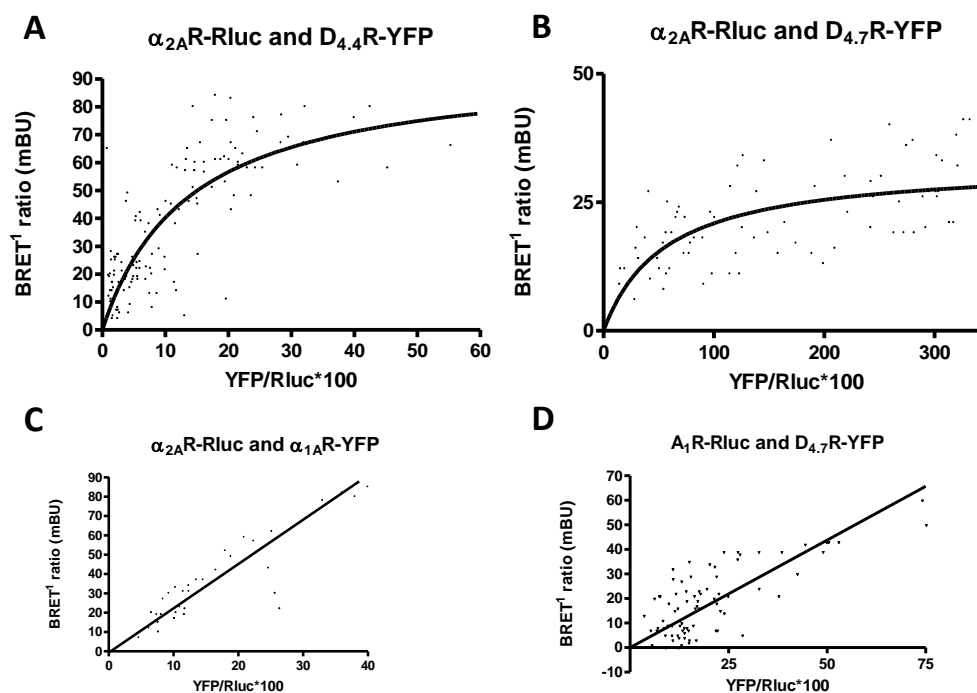 A
α2AR-Rluc and D4.4R-YFP
BRET¹ ratio (mBU)
90
80
70
60
50
40
30
20
10
0
0 10 20 30 40 50 60
YFP/Rluc*100
B
α2AR-Rluc and D4.7R-YFP
BRET¹ ratio (mBU)
50
25
0
0 100 200 300
YFP/Rluc*100
C
α2AR-Rluc and α1AR-YFP
BRET¹ ratio (mBU)
90
80
70
60
50
40
30
20
10
0
0 10 20 30 40
YFP/Rluc*100
D
A1R-Rluc and D4.7R-YFP
BRET¹ ratio (mBU)
70
60
50
40
30
20
10
0
-10
25 50 75
YFP/Rluc*100